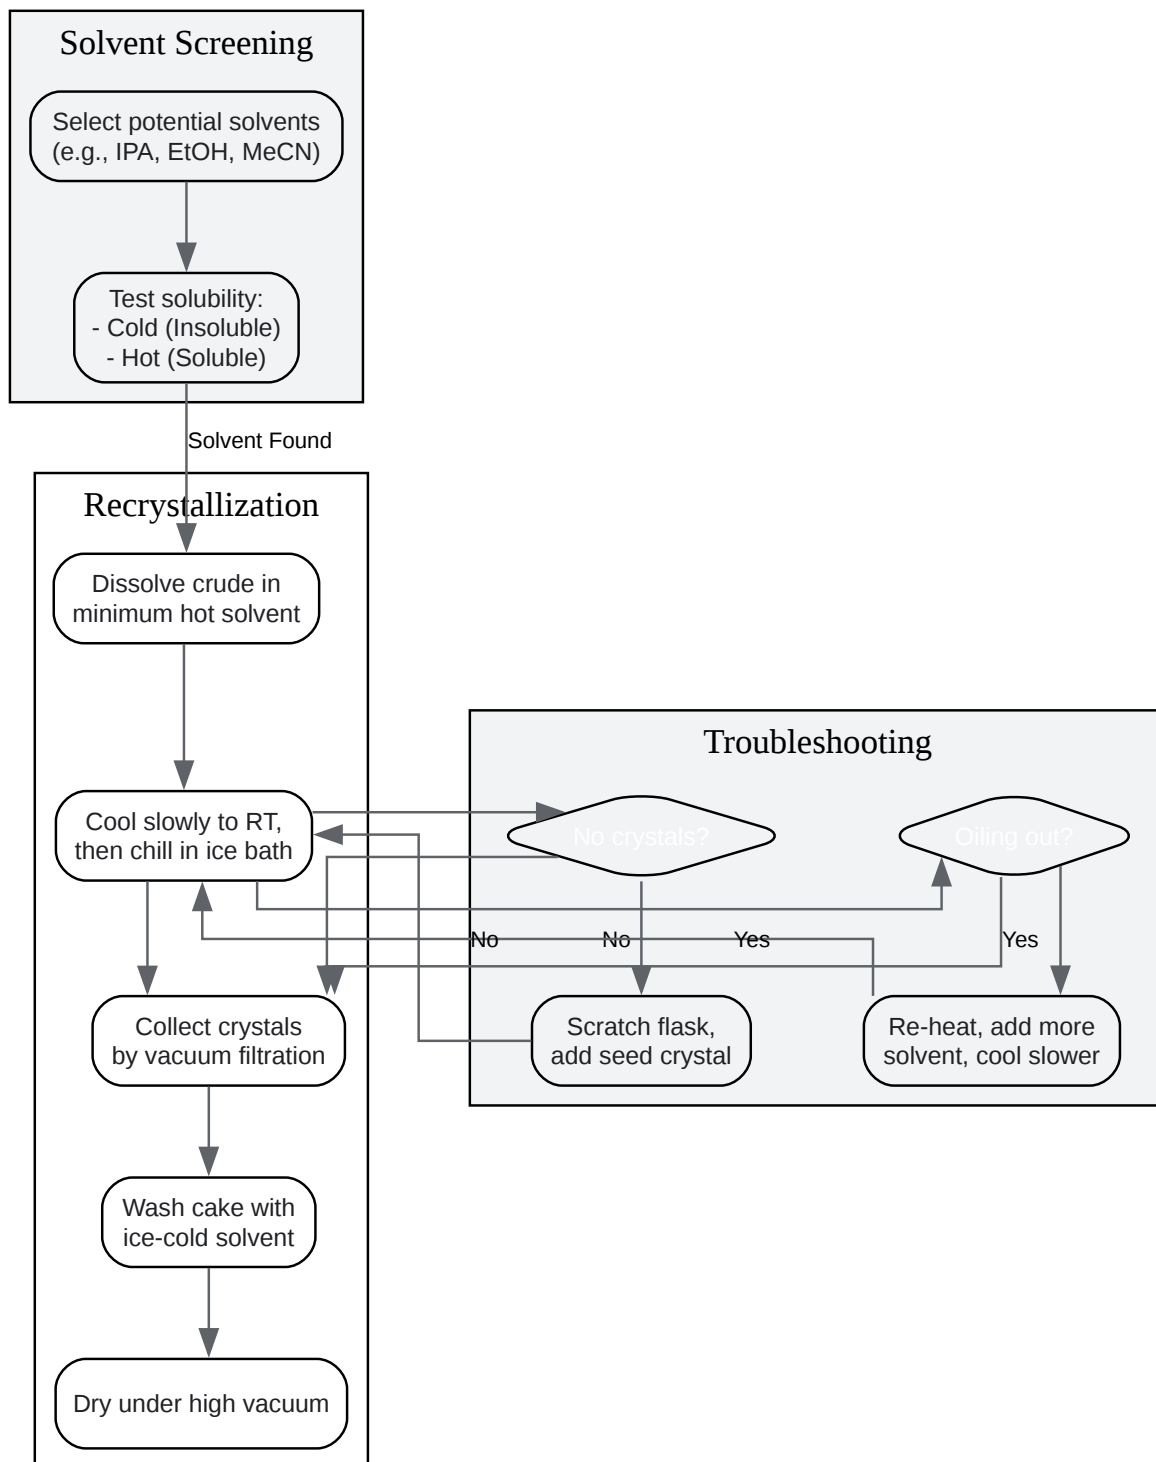 Solvent Screening
Select potential solvents
(e.g., IPA, EtOH, MeCN)
Test solubility:
- Cold (Insoluble)
- Hot (Soluble)
Solvent Found
Recrystallization
Dissolve crude in
minimum hot solvent
Cool slowly to RT,
then chill in ice bath
Troubleshooting
No crystals?
Oiling out?
No
No
Yes
Yes
Collect crystals
by vacuum filtration
Scratch flask,
add seed crystal
Re-heat, add more
solvent, cool slower
Wash cake with
ice-cold solvent
Dry under high vacuum